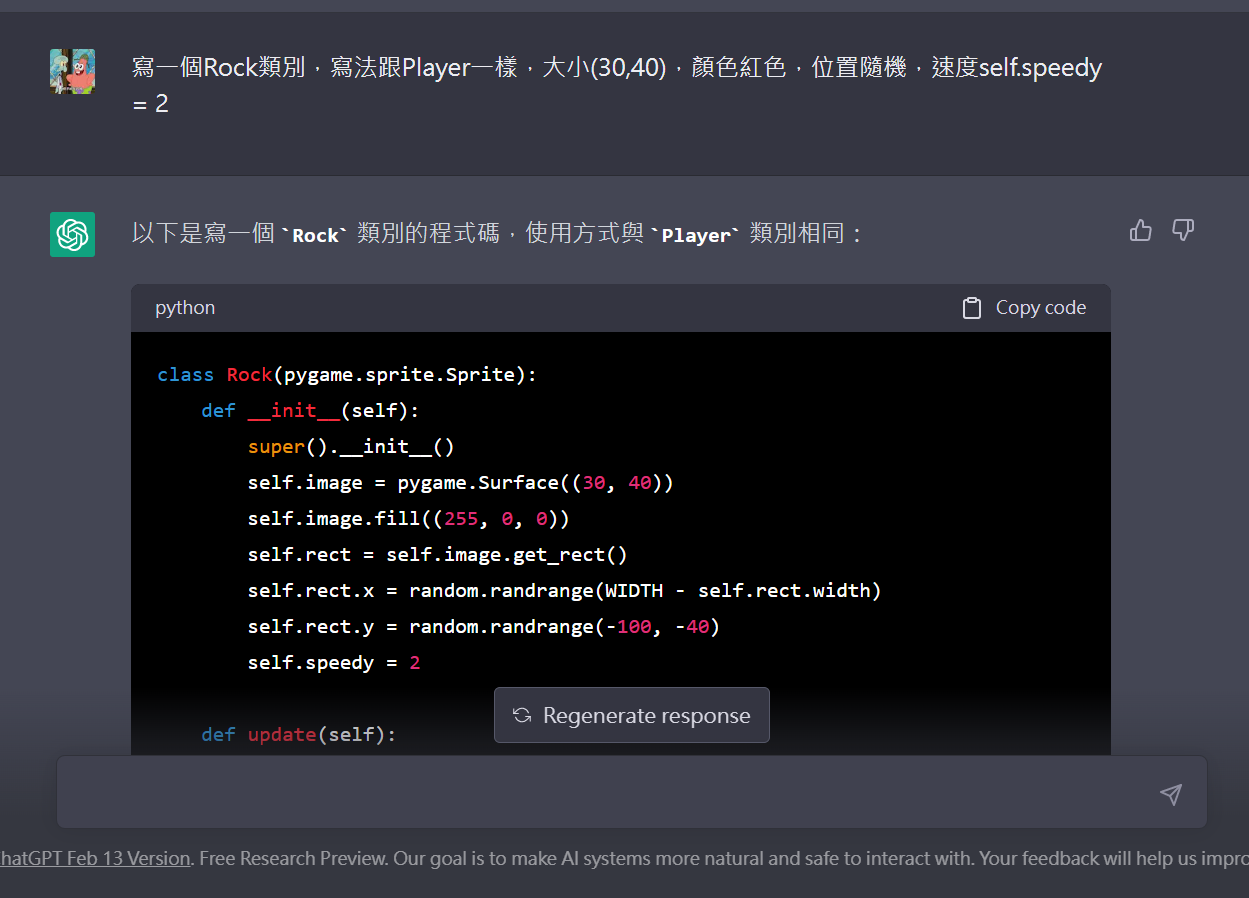 寫一個Rock類別，寫法跟Player一樣，大小(30,40)，顏色紅色，位置隨機，速度self.speedy
= 2
以下是寫一個 `Rock` 類別的程式碼，使用方式與 `Player` 類別相同：
python
Copy code
class Rock(pygame.sprite.Sprite):
    def __init__(self):
        super().__init__()
        self.image = pygame.Surface((30, 40))
        self.image.fill((255, 0, 0))
        self.rect = self.image.get_rect()
        self.rect.x = random.randrange(WIDTH - self.rect.width)
        self.rect.y = random.randrange(-100, -40)
        self.speedy = 2
Regenerate response
    def update(self):
hatGPT Feb 13 Version. Free Research Preview. Our goal is to make AI systems more natural and safe to interact with. Your feedback will help us impro